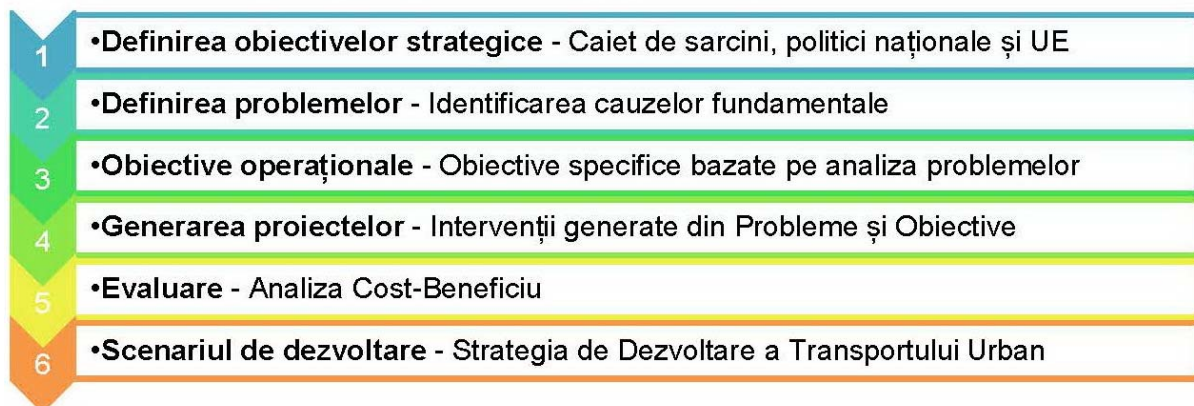 1 •Definirea obiectivelor strategice - Caiet de sarcini, politici naționale și UE
2 •Definirea problemelor - Identificarea cauzelor fundamentale
3 •Obiective operaționale - Obiective specifice bazate pe analiza problemelor
4 •Generarea proiectelor - Intervenții generate din Probleme și Obiective
5 •Evaluare - Analiza Cost-Beneficiu
6 •Scenariul de dezvoltare - Strategia de Dezvoltare a Transportului Urban